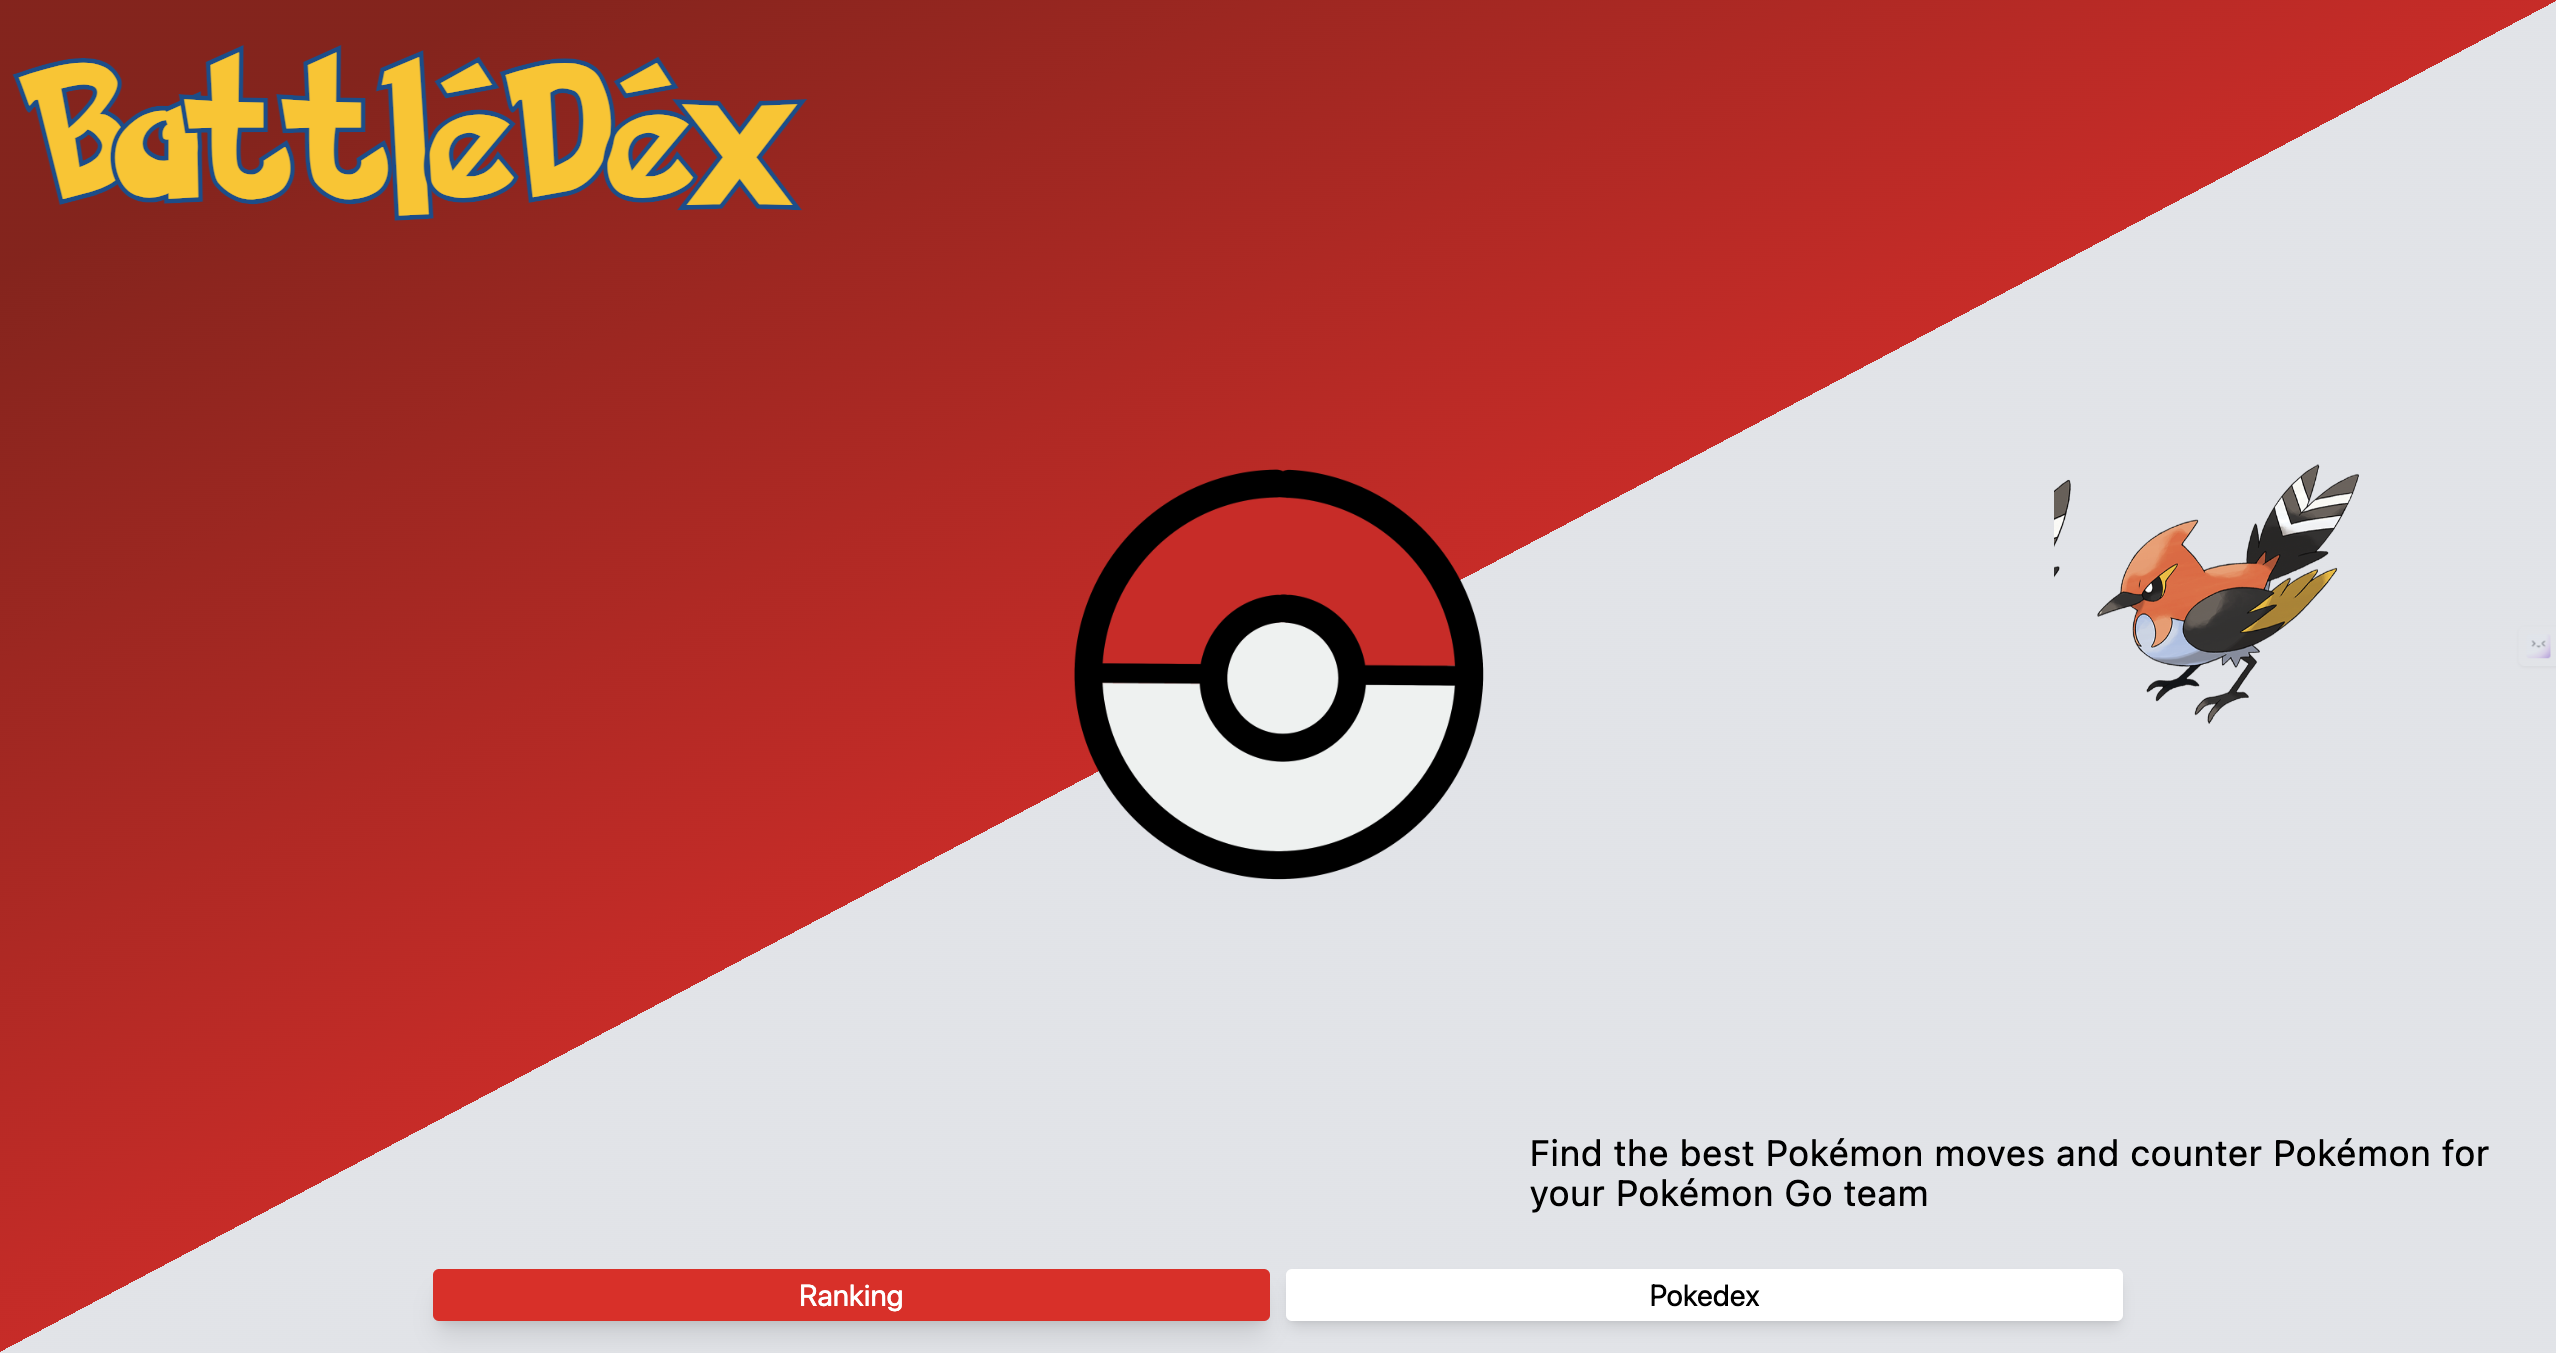 BattléDéx
Find the best Pokémon moves and counter Pokémon for
your Pokémon Go team
Ranking
Pokedex